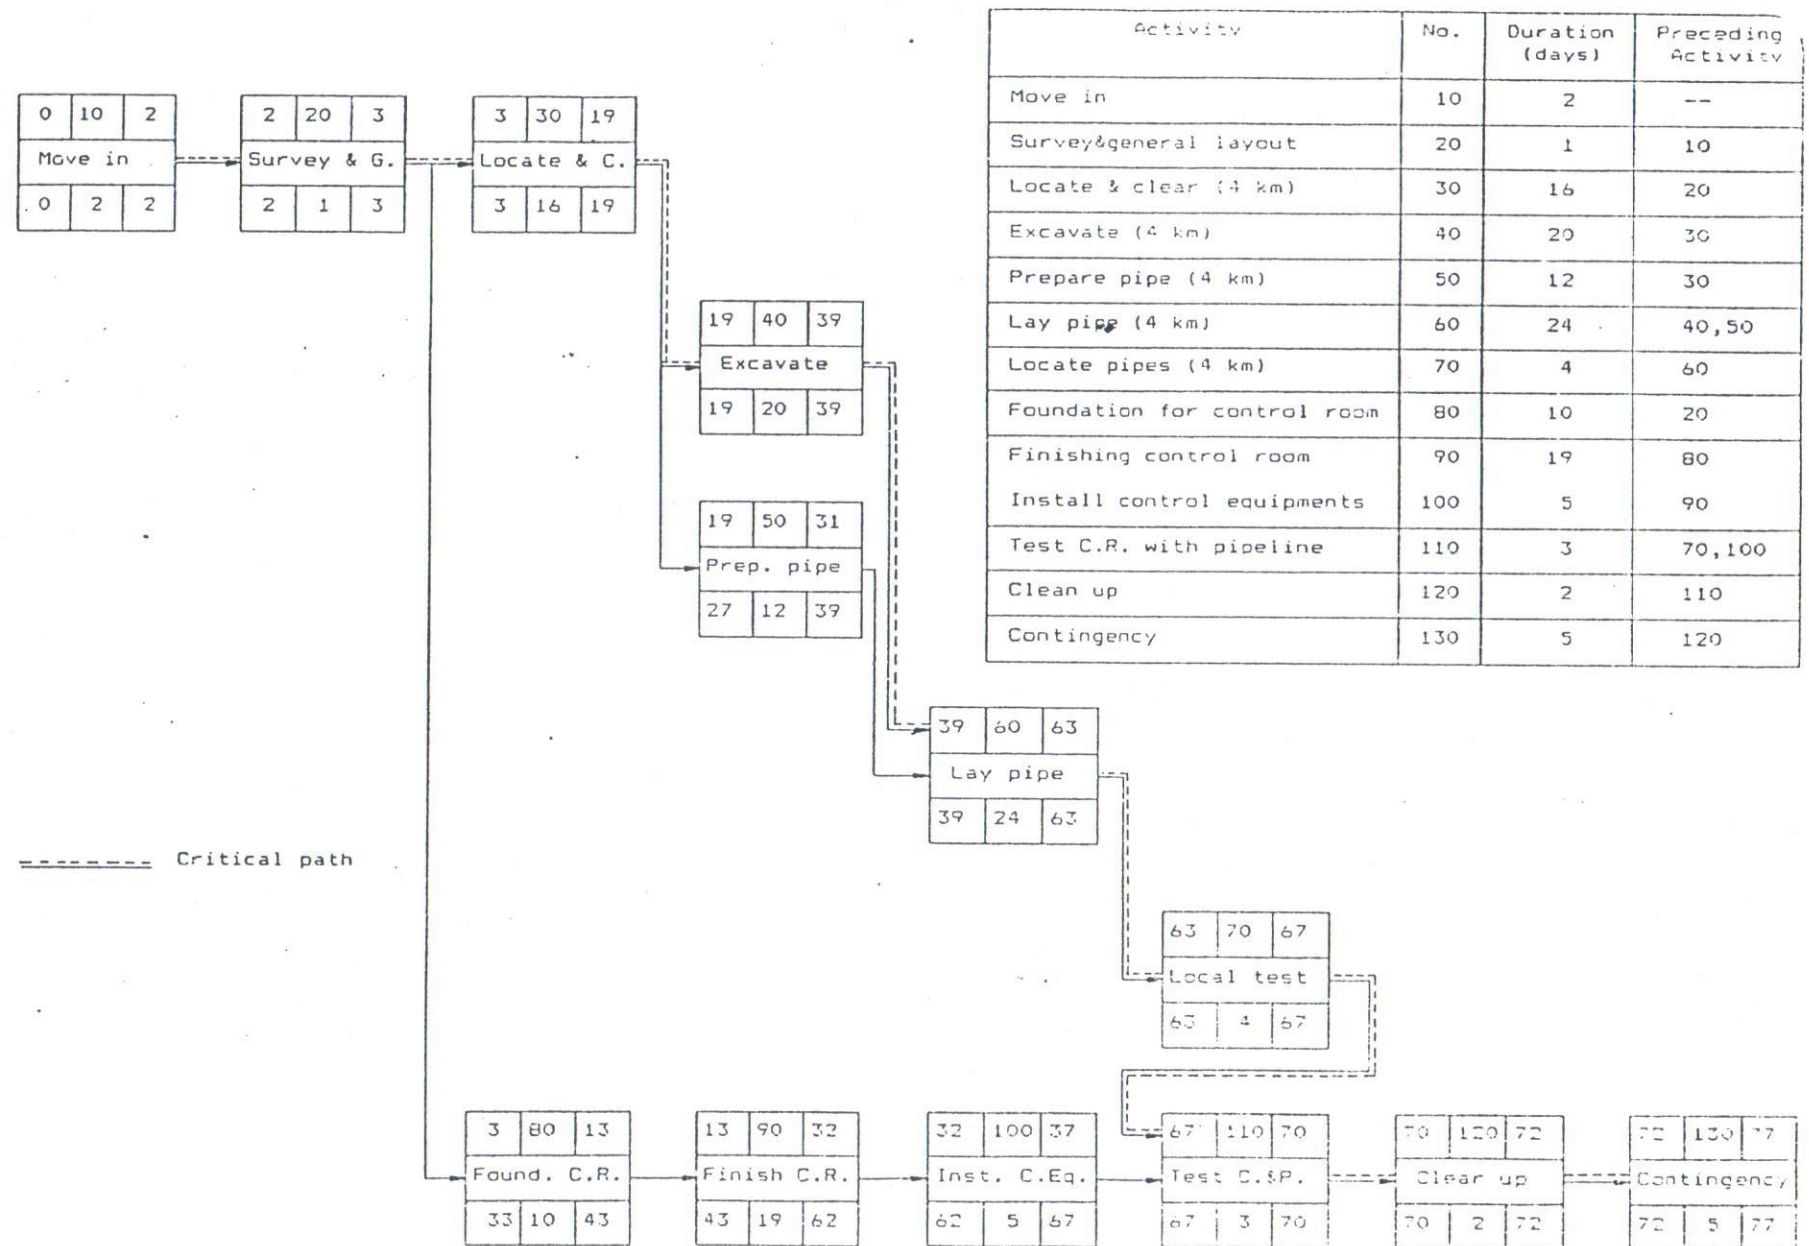 Activity No. Duration (days) Preceding Activity
Move in 10 2 --
Survey&general layout 20 1 10
Locate & clear (4 km) 30 16 20
Excavate (4 km) 40 20 30
Prepare pipe (4 km) 50 12 30
Lay pipe (4 km) 60 24 40,50
Locate pipes (4 km) 70 4 60
Foundation for control room 80 10 20
Finishing control room 90 19 80
Install control equipments 100 5 90
Test C.R. with pipeline 110 3 70,100
Clean up 120 2 110
Contingency 130 5 120
0 10 2
Move in
0 2 2
2 20 3
Survey & G.
2 1 3
3 30 19
Locate & C.
3 16 19
19 40 39
Excavate
19 20 39
19 50 31
Prep. pipe
27 12 39
39 60 63
Lay pipe
39 24 63
Critical path
63 70 67
Local test
63 4 67
3 80 13
Found. C.R.
33 10 43
13 90 32
Finish C.R.
43 19 62
32 100 37
Inst. C.Eq.
62 5 67
67 110 70
Test C.&P.
67 3 70
70 120 72
Clear up
70 2 72
72 130 77
Contingency
72 5 77